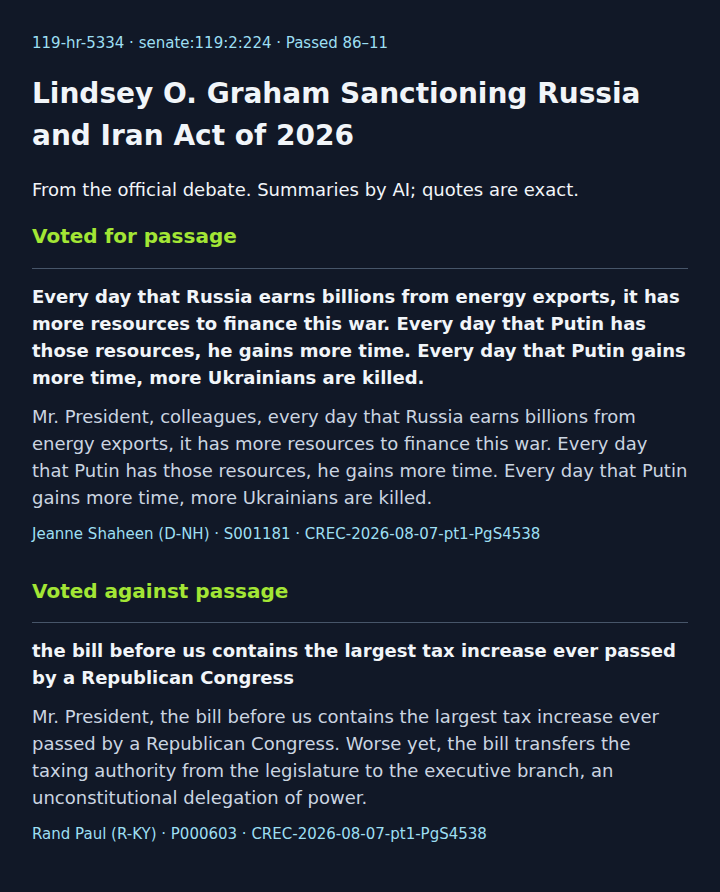 119-hr-5334 · senate:119:2:224 · Passed 86–11
Lindsey O. Graham Sanctioning Russia
and Iran Act of 2026
From the official debate. Summaries by AI; quotes are exact.
Voted for passage
Every day that Russia earns billions from energy exports, it has
more resources to finance this war. Every day that Putin has
those resources, he gains more time. Every day that Putin gains
more time, more Ukrainians are killed.
Mr. President, colleagues, every day that Russia earns billions from
energy exports, it has more resources to finance this war. Every day
that Putin has those resources, he gains more time. Every day that Putin
gains more time, more Ukrainians are killed.
Jeanne Shaheen (D-NH) · S001181 · CREC-2026-08-07-pt1-PgS4538
Voted against passage
the bill before us contains the largest tax increase ever passed
by a Republican Congress
Mr. President, the bill before us contains the largest tax increase ever
passed by a Republican Congress. Worse yet, the bill transfers the
taxing authority from the legislature to the executive branch, an
unconstitutional delegation of power.
Rand Paul (R-KY) · P000603 · CREC-2026-08-07-pt1-PgS4538